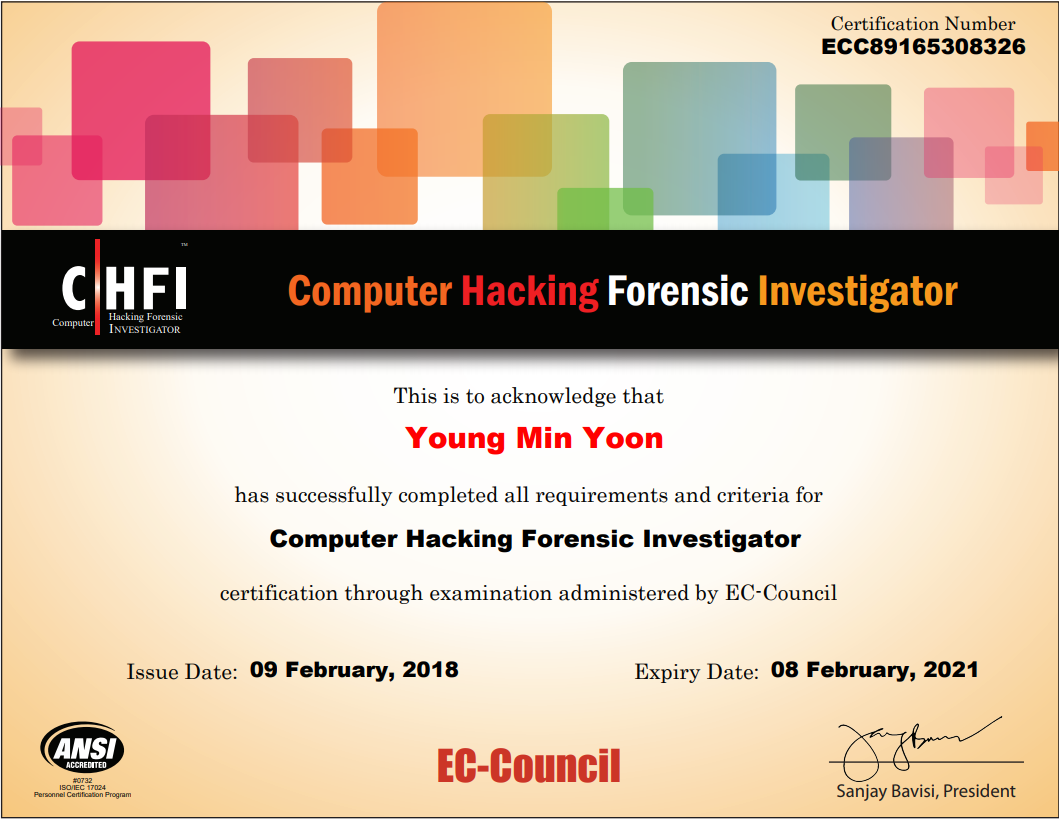 Certification Number
ECC89165308326
CHFI
™
Computer
Hacking Forensic
INVESTIGATOR
Computer Hacking Forensic Investigator
This is to acknowledge that
Young Min Yoon
has successfully completed all requirements and criteria for
Computer Hacking Forensic Investigator
certification through examination administered by EC-Council
Issue Date: 09 February, 2018
Expiry Date: 08 February, 2021
ANSI
ACCREDITED
#0732
ISO/IEC 17024
Personnel Certification Program
EC-Council
Sanjay Bavisi, President